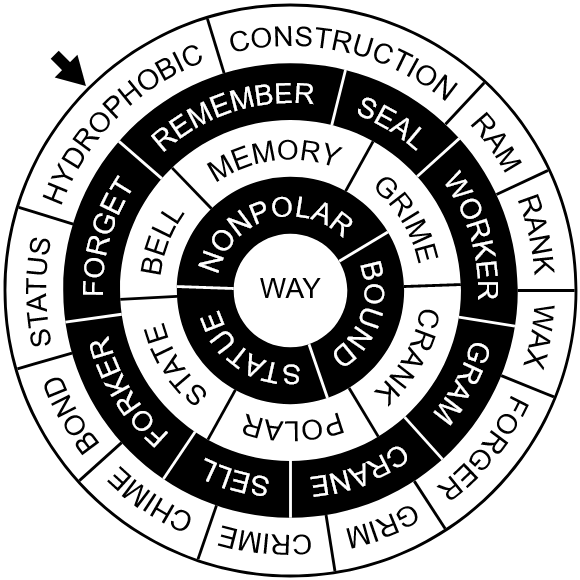 HYDROPHOBIC
CONSTRUCTION
RAM
RANK
WAX
FORGER
GRIM
CRIME
CHIME
BOND
STATUS
REMEMBER
SEAL
WORKER
GRAM
CRANE
SELL
FORKER
FORGET
MEMORY
GRIME
CRANK
POLAR
STATE
BELL
NONPOLAR
BOUND
STATUE
WAY